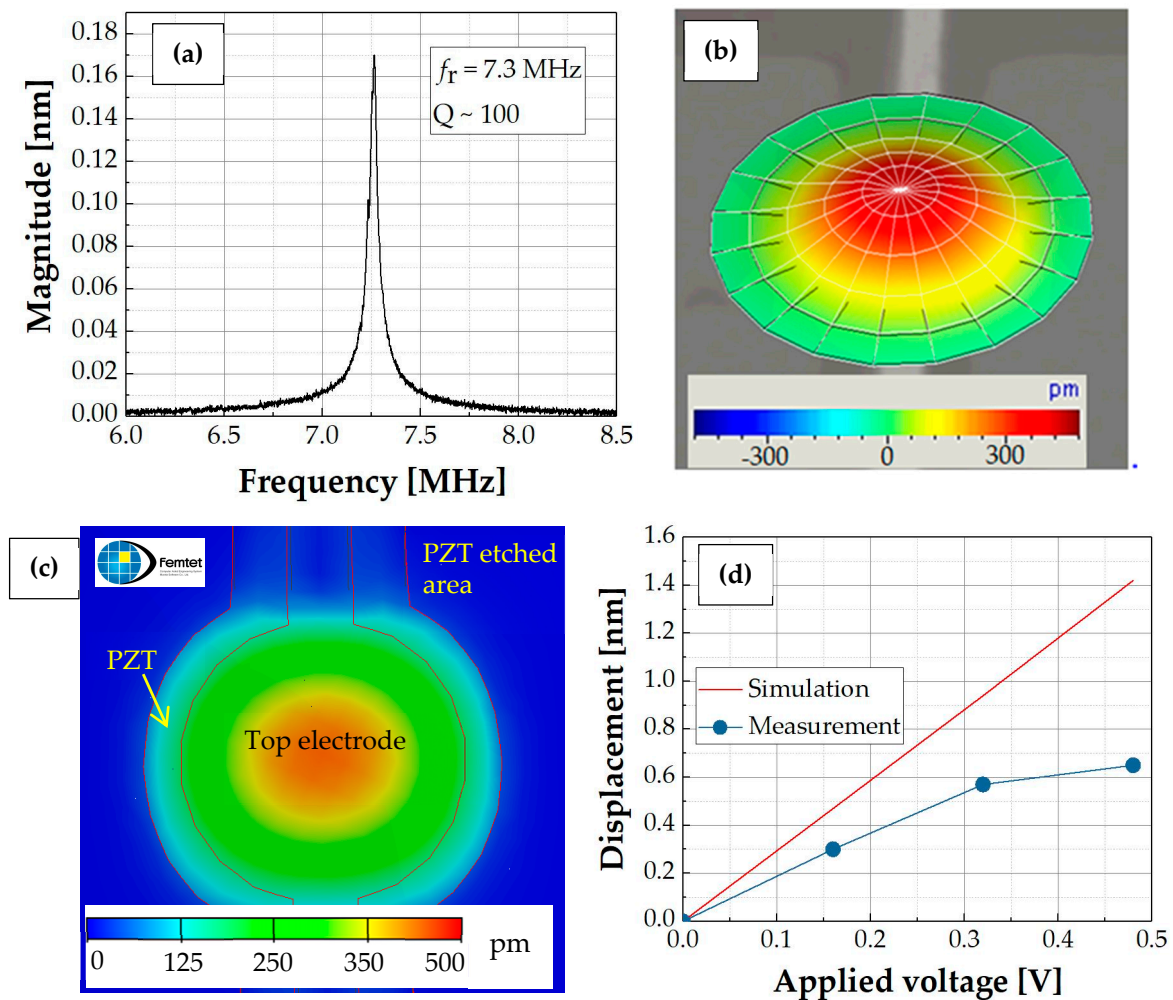 (a)
0.18
0.16
0.14
0.12
0.10
0.08
0.06
0.04
0.02
0.00
Magnitude [nm]
fr = 7.3 MHz
Q ~ 100
6.0 6.5 7.0 7.5 8.0 8.5
Frequency [MHz]
(b)
pm
-300 0 300
(c)
Femtet
PZT etched
area
PZT
Top electrode
0 125 250 350 500 pm
(d)
1.6
1.4
1.2
1.0
0.8
0.6
0.4
0.2
0.0
Displacement [nm]
Simulation
Measurement
0.0 0.1 0.2 0.3 0.4 0.5
Applied voltage [V]